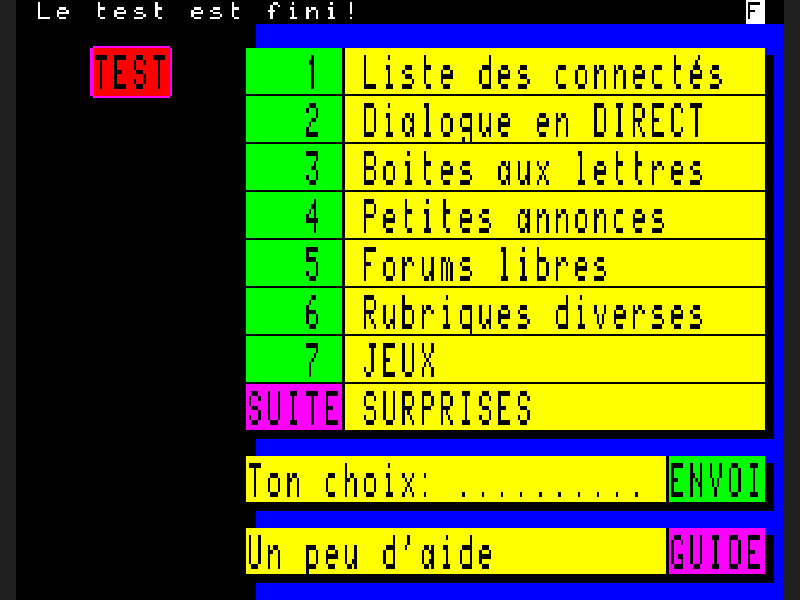 Le test est fini! F
TEST
1 Liste des connectés
2 Dialogue en DIRECT
3 Boites aux lettres
4 Petites annonces
5 Forums libres
6 Rubriques diverses
7 JEUX
SUITE SURPRISES
Ton choix: .......... ENVOI
Un peu d'aide GUIDE